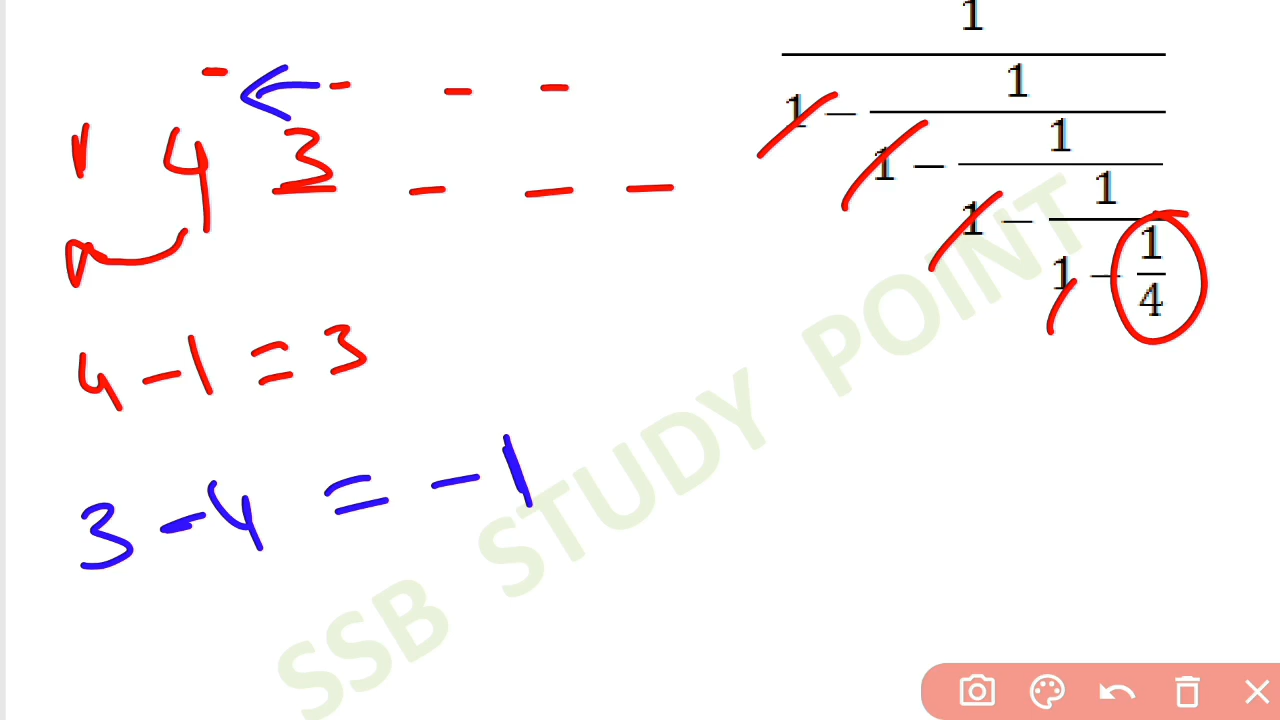 1
1 - 1
1 - 1
1 - 1
1 - 1
4
- - - -
1 4 3 _ _ _
4 - 1 = 3
3 - 4 = - 1
SSB STUDY POINT